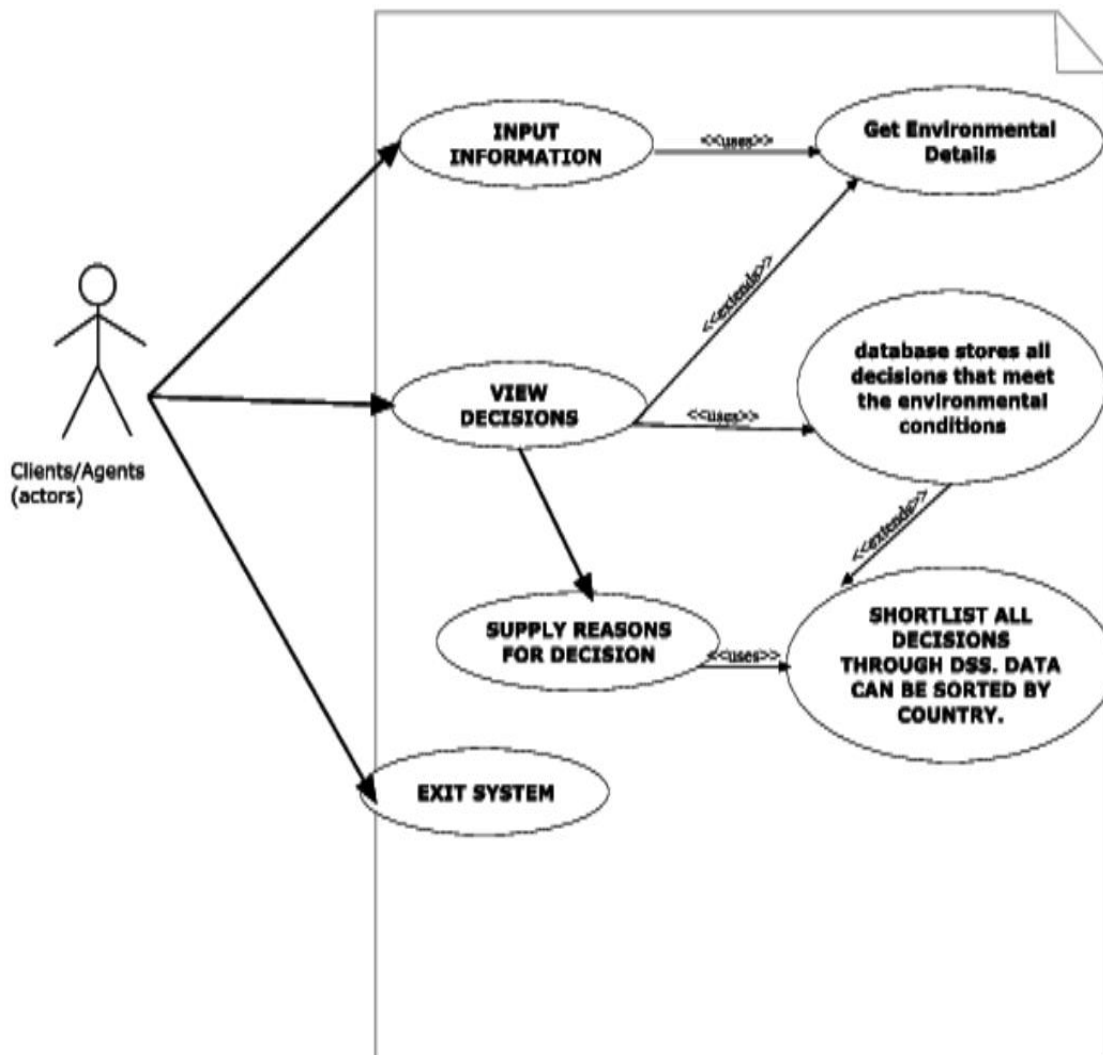 INPUT
INFORMATION
<<uses>>
Get Environmental
Details
<<extends>>
Clients/Agents
(actors)
VIEW
DECISIONS
<<uses>>
database stores all
decisions that meet
the environmental
conditions
<<extends>>
SUPPLY REASONS
FOR DECISION
<<uses>>
SHORTLIST ALL
DECISIONS
THROUGH DSS. DATA
CAN BE SORTED BY
COUNTRY.
EXIT SYSTEM